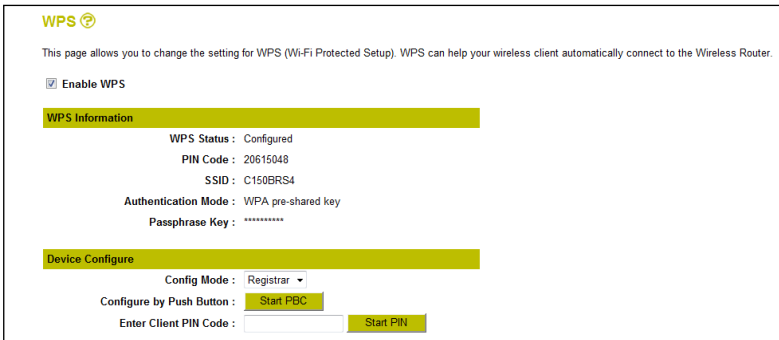 WPS ?
This page allows you to change the setting for WPS (Wi-Fi Protected Setup). WPS can help your wireless client automatically connect to the Wireless Router.
Enable WPS
WPS Information
WPS Status : Configured
PIN Code : 20615048
SSID : C150BRS4
Authentication Mode : WPA pre-shared key
Passphrase Key : **********
Device Configure
Config Mode : Registrar
Configure by Push Button : Start PBC
Enter Client PIN Code : Start PIN